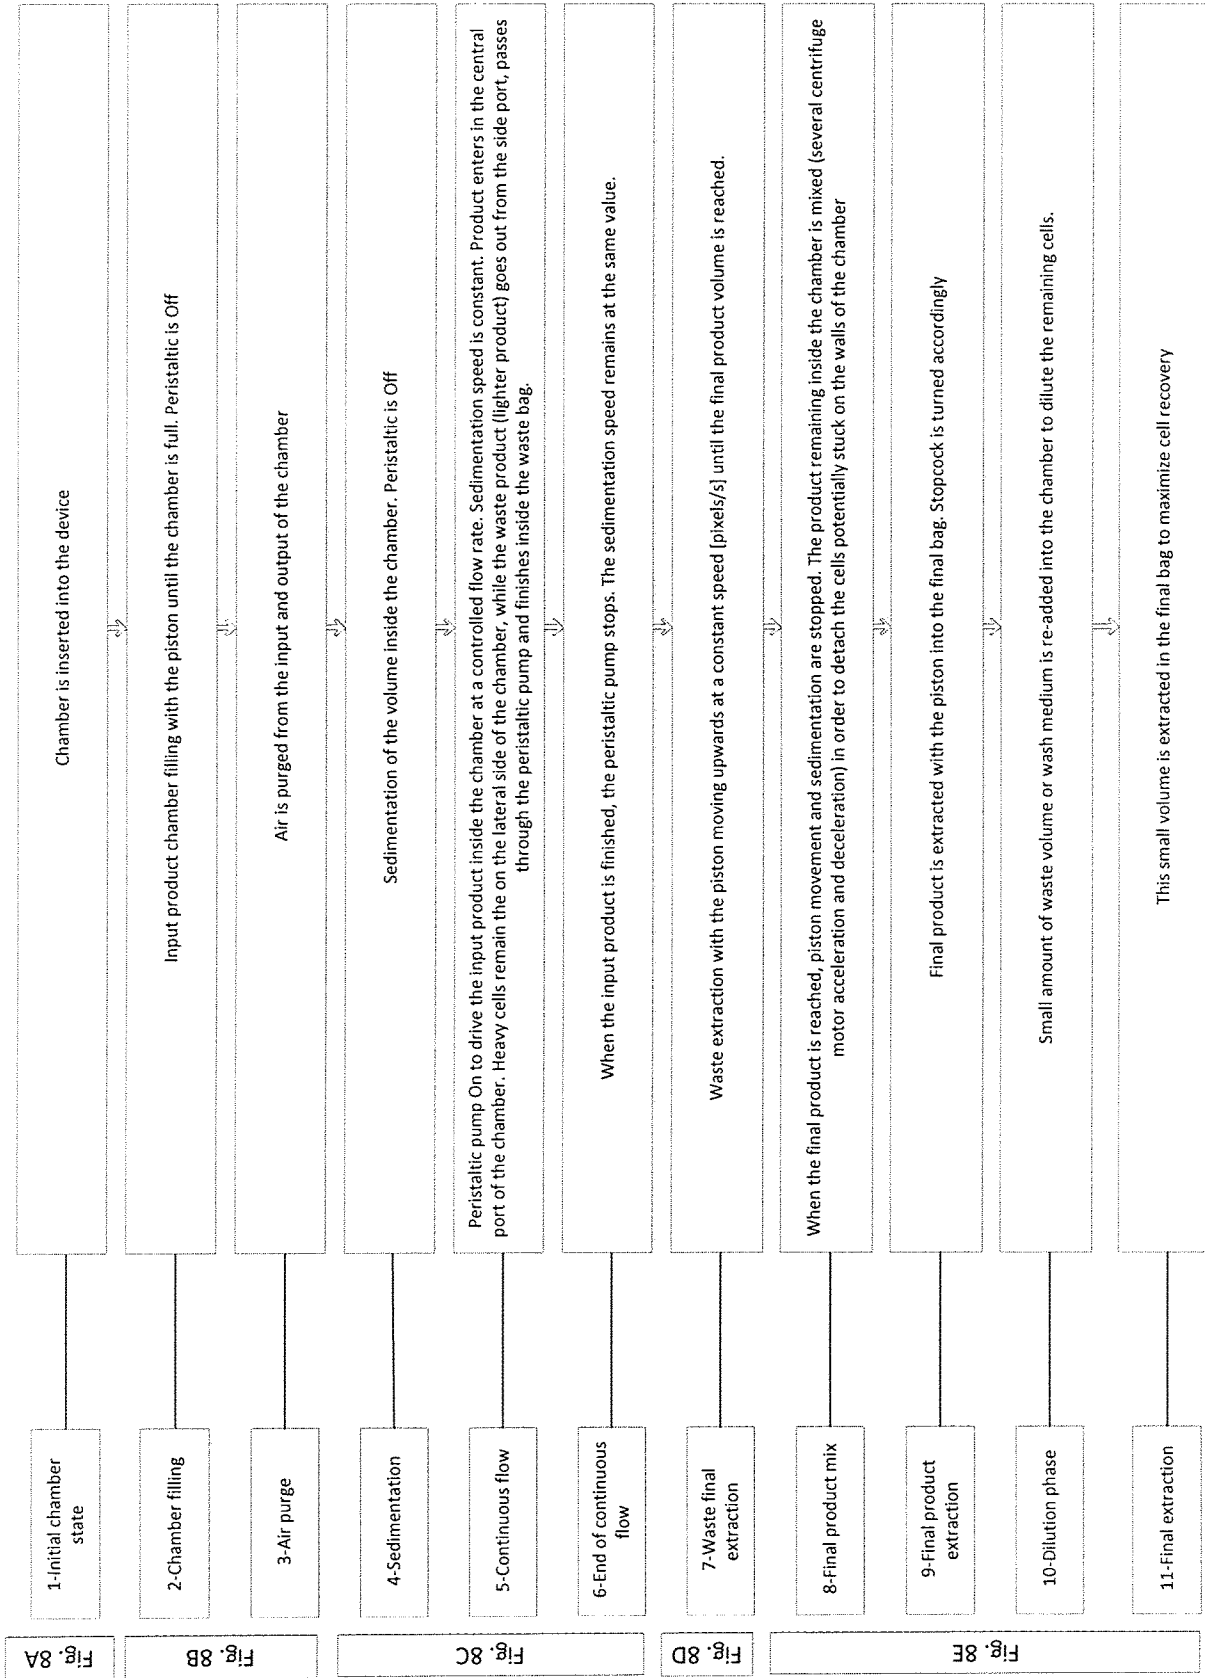 Fig. 8A
1-Initial chamber
state
Chamber is inserted into the device
Fig. 8B
2-Chamber filling
Input product chamber filling with the piston until the chamber is full. Peristaltic is Off
3-Air purge
Air is purged from the input and output of the chamber
Fig. 8C
4-Sedimentation
Sedimentation of the volume inside the chamber. Peristaltic is Off
5-Continuous flow
Peristaltic pump On to drive the input product inside the chamber at a controlled flow rate. Sedimentation speed is constant. Product enters in the central
port of the chamber. Heavy cells remain the on the lateral side of the chamber, while the waste product (lighter product) goes out from the side port, passes
through the peristaltic pump and finishes inside the waste bag.
6-End of continuous
flow
When the input product is finished, the peristaltic pump stops. The sedimentation speed remains at the same value.
Fig. 8D
7-Waste final
extraction
Waste extraction with the piston moving upwards at a constant speed [pixels/s] until the final product volume is reached.
Fig. 8E
8-Final product mix
When the final product is reached, piston movement and sedimentation are stopped. The product remaining inside the chamber is mixed (several centrifuge
motor acceleration and deceleration) in order to detach the cells potentially stuck on the walls of the chamber
9-Final product
extraction
Final product is extracted with the piston into the final bag. Stopcock is turned accordingly
10-Dilution phase
Small amount of waste volume or wash medium is re-added into the chamber to dilute the remaining cells.
11-Final extraction
This small volume is extracted in the final bag to maximize cell recovery